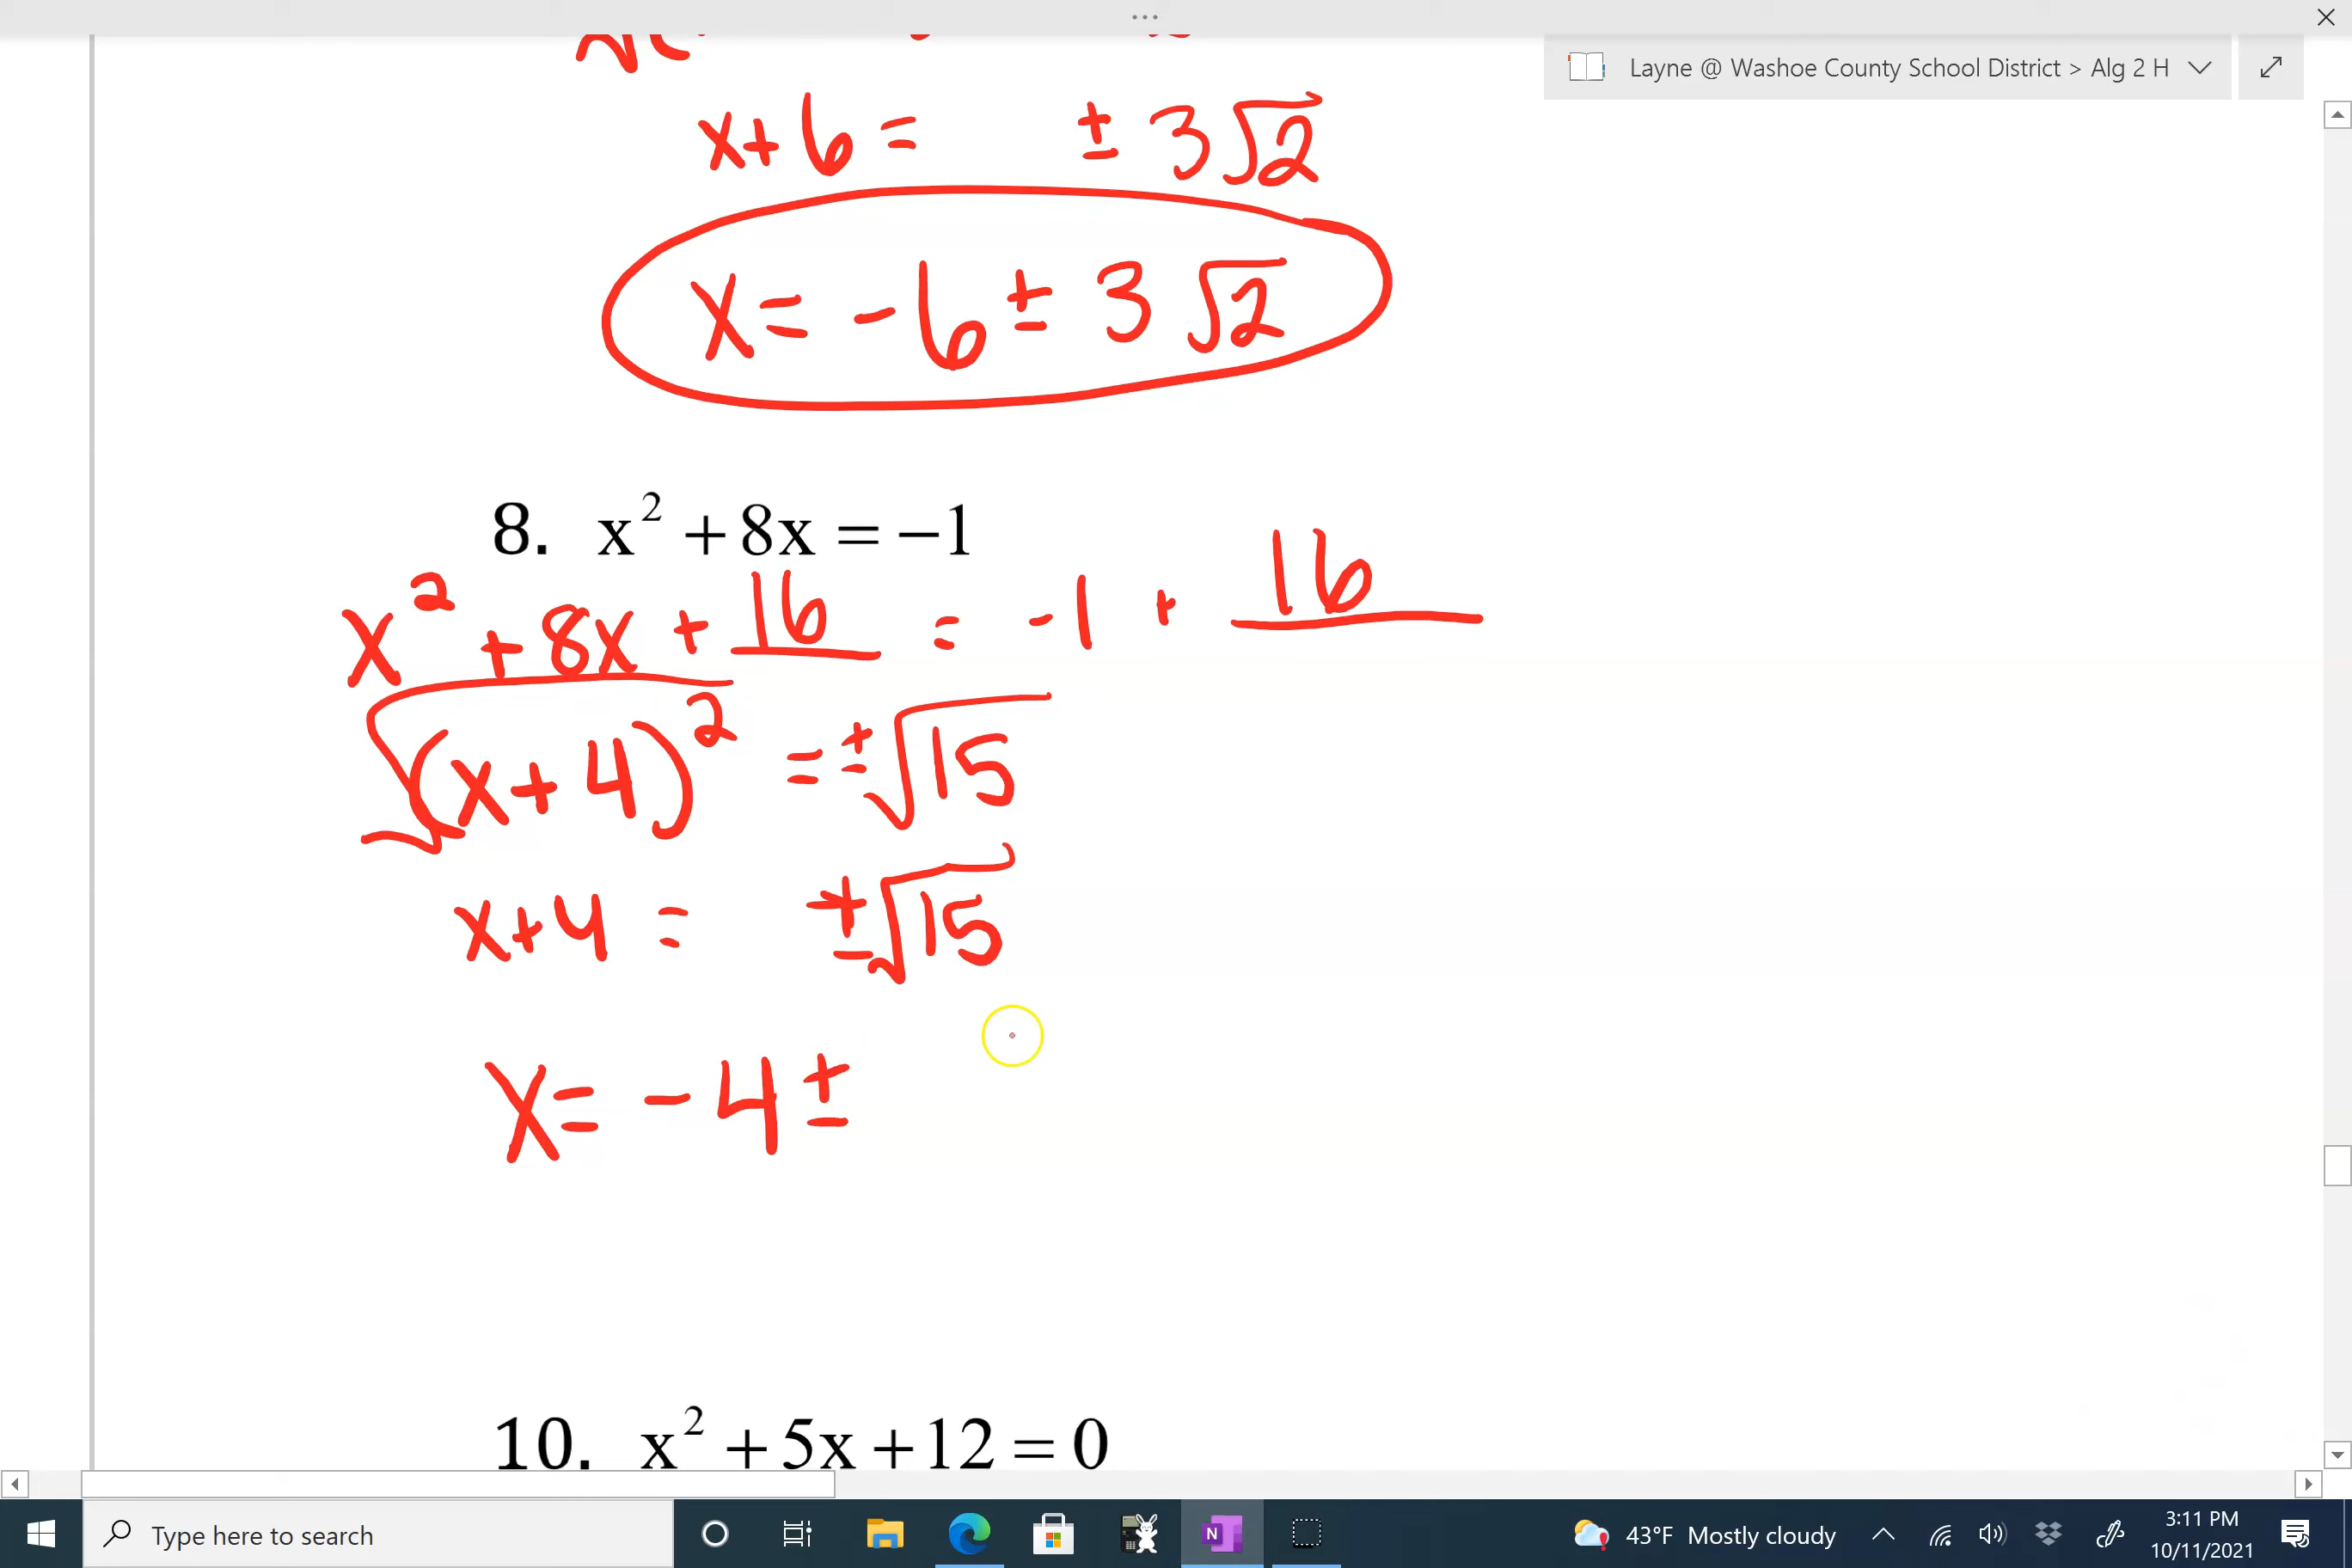 Layne @ Washoe County School District > Alg 2 H
x+6 = ± 3√2
x = -6 ± 3√2
8. x² + 8x = −1
x² + 8x + 16 = -1 + 16
√(x+4)² = ±√15
x+4 = ±√15
x = -4 ±
10. x² + 5x + 12 = 0
Type here to search
N
43°F Mostly cloudy
3:11 PM
10/11/2021